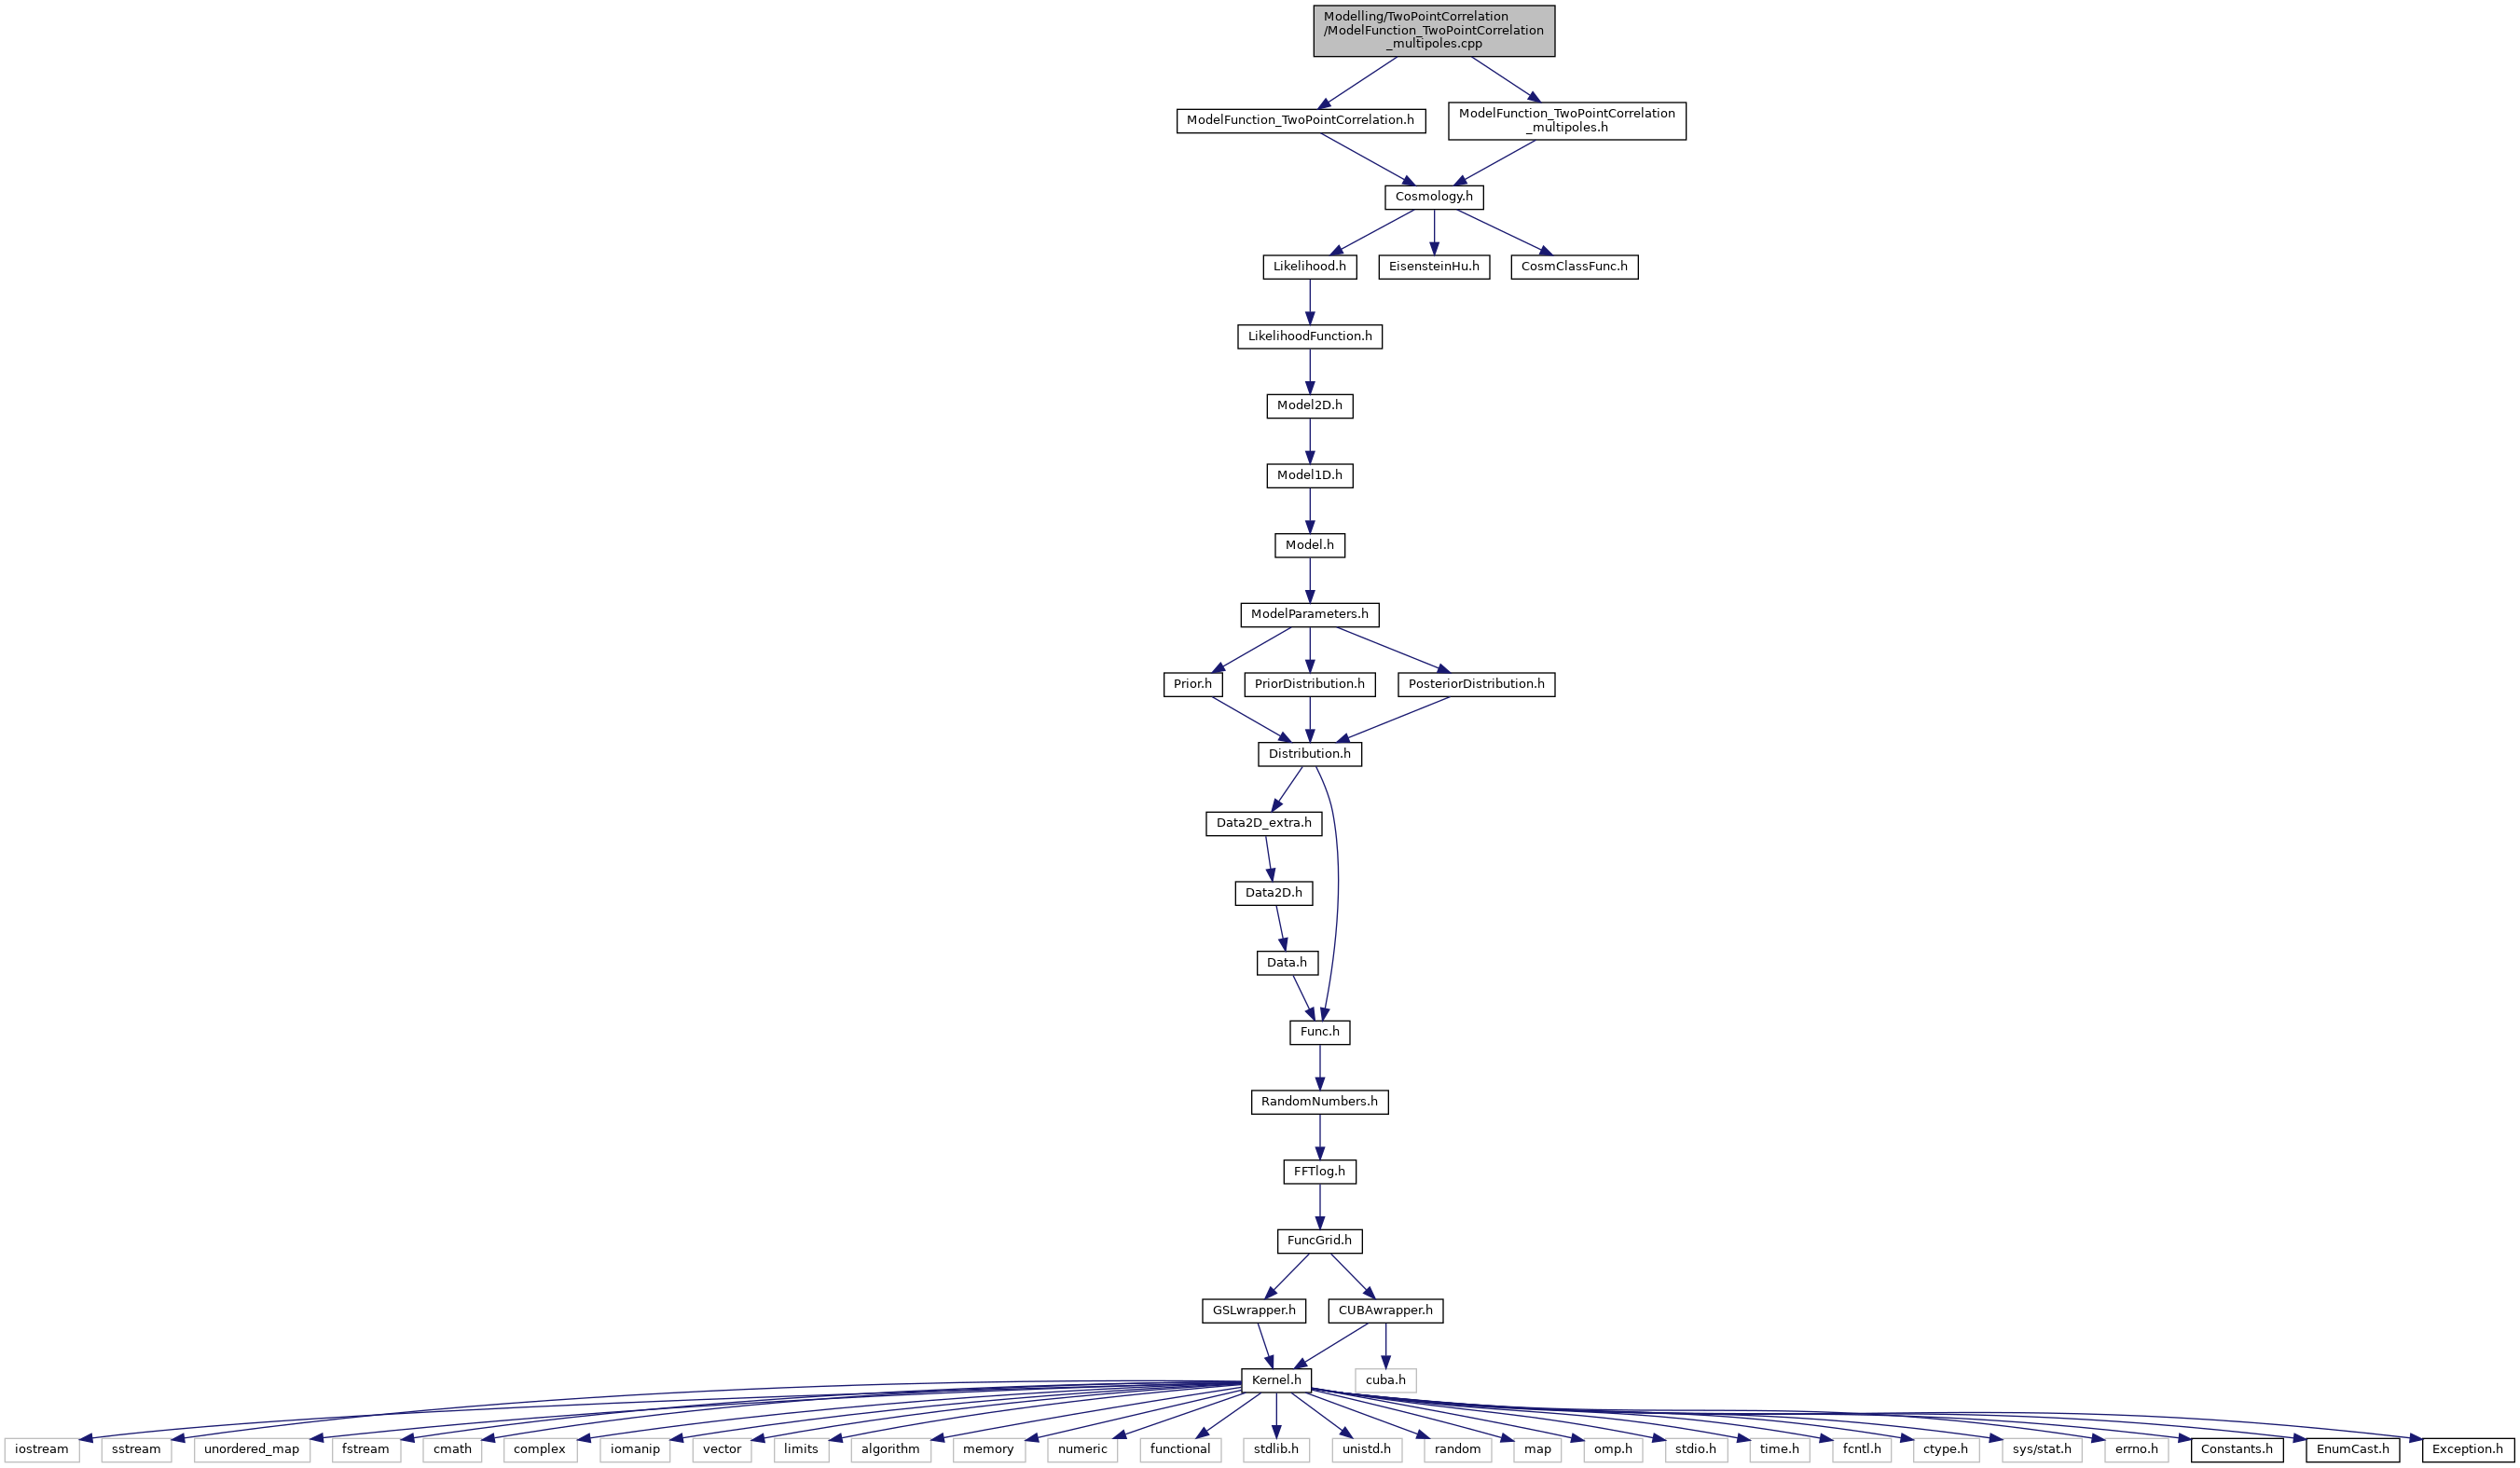 Modelling/TwoPointCorrelation
/ModelFunction_TwoPointCorrelation
_multipoles.cpp
ModelFunction_TwoPointCorrelation.h
ModelFunction_TwoPointCorrelation
_multipoles.h
Cosmology.h
Likelihood.h
EisensteinHu.h
CosmClassFunc.h
LikelihoodFunction.h
Model2D.h
Model1D.h
Model.h
ModelParameters.h
Prior.h
PriorDistribution.h
PosteriorDistribution.h
Distribution.h
Data2D_extra.h
Data2D.h
Data.h
Func.h
RandomNumbers.h
FFTlog.h
FuncGrid.h
GSLwrapper.h
CUBAwrapper.h
Kernel.h
cuba.h
iostream
sstream
unordered_map
fstream
cmath
complex
iomanip
vector
limits
algorithm
memory
numeric
functional
stdlib.h
unistd.h
random
map
omp.h
stdio.h
time.h
fcntl.h
ctype.h
sys/stat.h
errno.h
Constants.h
EnumCast.h
Exception.h